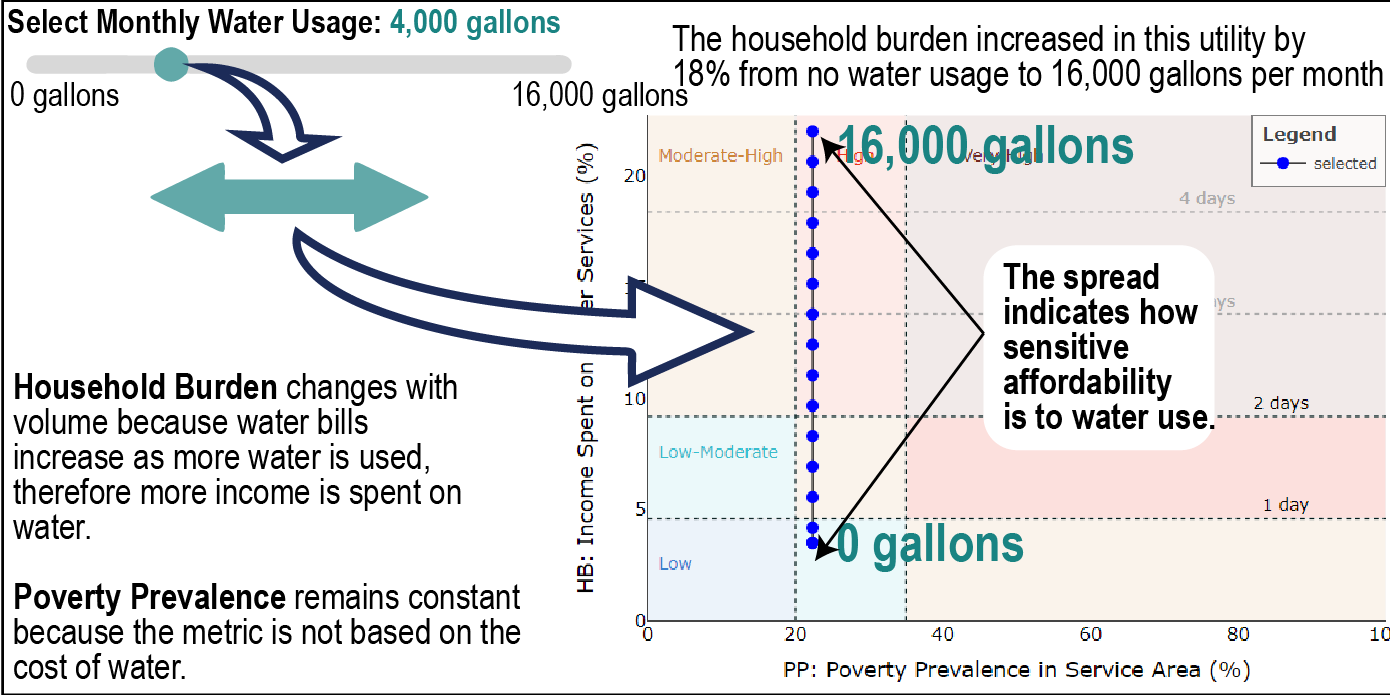 Select Monthly Water Usage: 4,000 gallons
0 gallons
16,000 gallons
The household burden increased in this utility by
18% from no water usage to 16,000 gallons per month
Household Burden changes with
volume because water bills
increase as more water is used,
therefore more income is spent on
water.
Poverty Prevalence remains constant
because the metric is not based on the
cost of water.
HB: Income Spent on er Services (%)
20
10
5
0
Moderate-High
High
Very High
16,000 gallons
Legend
selected
4 days
ays
The spread
indicates how
sensitive
affordability
is to water use.
2 days
Low-Moderate
1 day
0 gallons
Low
0
20
40
60
80
PP: Poverty Prevalence in Service Area (%)